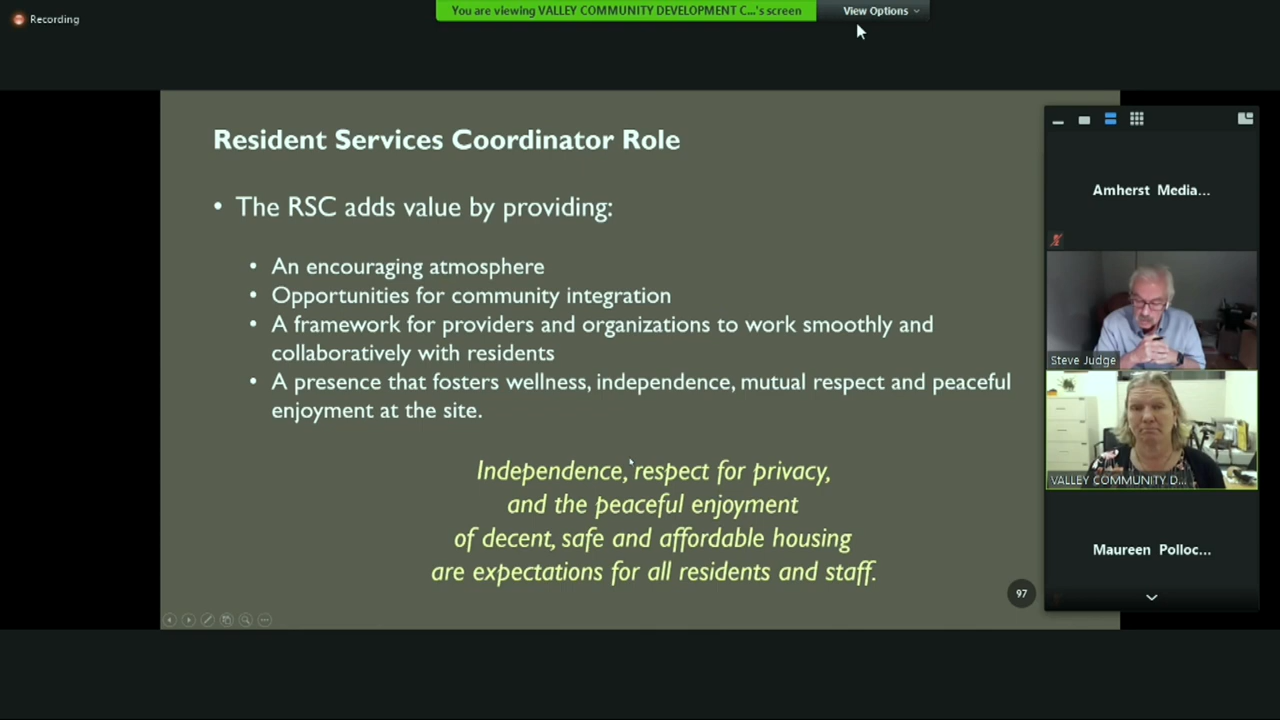 Recording
You are viewing VALLEY COMMUNITY DEVELOPMENT C...'s screen
View Options
Resident Services Coordinator Role
• The RSC adds value by providing:
• An encouraging atmosphere
• Opportunities for community integration
• A framework for providers and organizations to work smoothly and
collaboratively with residents
• A presence that fosters wellness, independence, mutual respect and peaceful
enjoyment at the site.
Independence, respect for privacy,
and the peaceful enjoyment
of decent, safe and affordable housing
are expectations for all residents and staff.
97
Amherst Media...
Steve Judge
VALLEY COMMUNITY D...
Maureen Polloc...